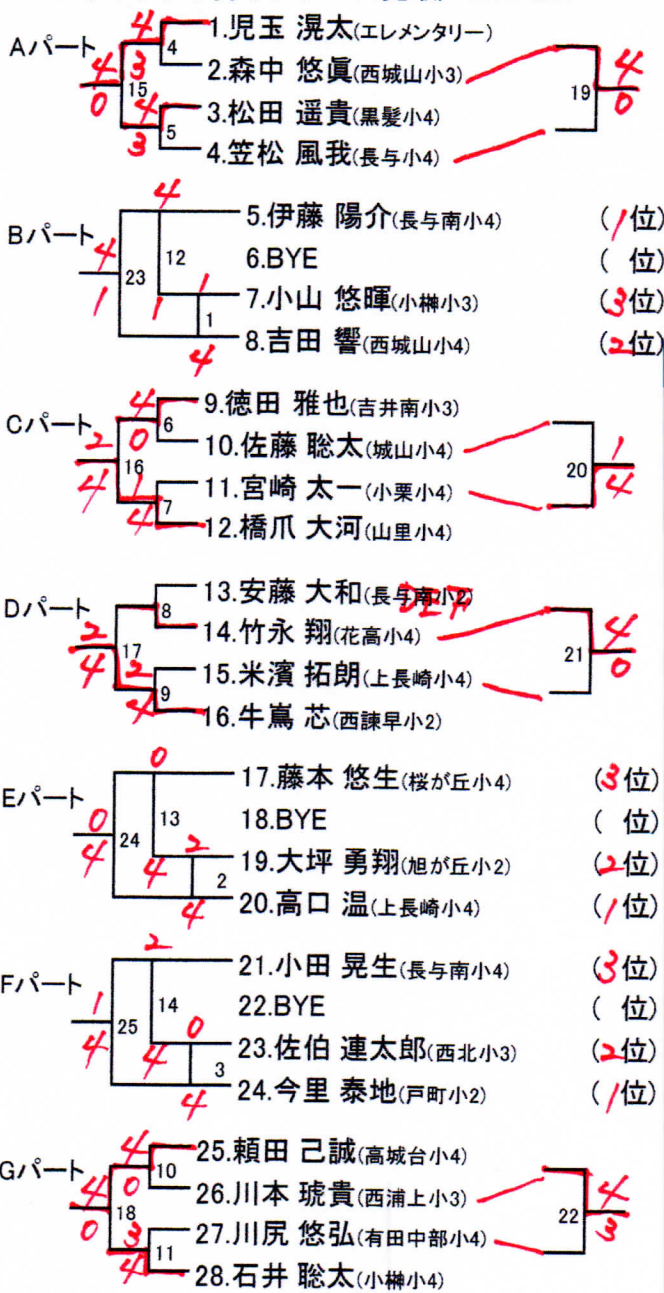 Aパート
4
4
1.児玉 滉太(エレメンタリー)
4
3
2.森中 悠眞(西城山小3)
0
15
4
3.松田 遥貴(黒髪小4)
3
5
4.笠松 風我(長与小4)
19
4
0
Bパート
4
5.伊藤 陽介(長与南小4)
(1位)
4
12
6.BYE
( 位)
1
23
1
1
7.小山 悠暉(小榊小3)
(3位)
1
4
8.吉田 響(西城山小4)
(2位)
Cパート
4
9.徳田 雅也(吉井南小3)
6
2
0
10.佐藤 聡太(城山小4)
4
16
1
11.宮崎 太一(小栗小4)
4
7
12.橋爪 大河(山里小4)
20
1
4
Dパート
13.安藤 大和(長与南小2)
DEF
8
2
14.竹永 翔(花高小4)
4
17
2
15.米濱 拓朗(上長崎小4)
4
9
16.牛嶌 芯(西諫早小2)
21
4
0
Eパート
0
17.藤本 悠生(桜が丘小4)
(3位)
0
13
18.BYE
( 位)
4
24
4
2
19.大坪 勇翔(旭が丘小2)
(2位)
2
4
20.高口 温(上長崎小4)
(1位)
Fパート
2
21.小田 晃生(長与南小4)
(3位)
1
14
22.BYE
( 位)
4
25
4
0
23.佐伯 連太郎(西北小3)
(2位)
3
4
24.今里 泰地(戸町小2)
(1位)
Gパート
4
25.頼田 己誠(高城台小4)
10
4
0
26.川本 琥貴(西浦上小3)
0
18
3
27.川尻 悠弘(有田中部小4)
4
11
28.石井 聡太(小榊小4)
22
4
3